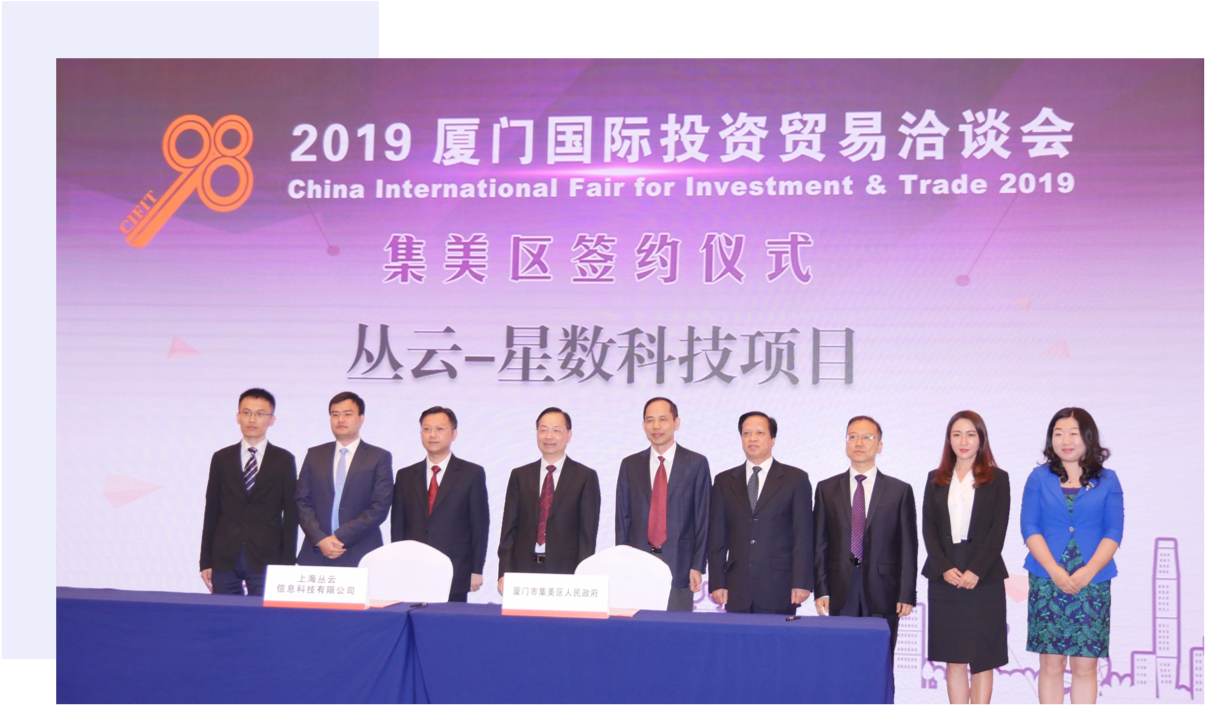 CIFIT
98
2019 厦门国际投资贸易洽谈会
China International Fair for Investment & Trade 2019
集美区签约仪式
丛云-星数科技项目
上海丛云
信息科技有限公司
厦门市集美区人民政府